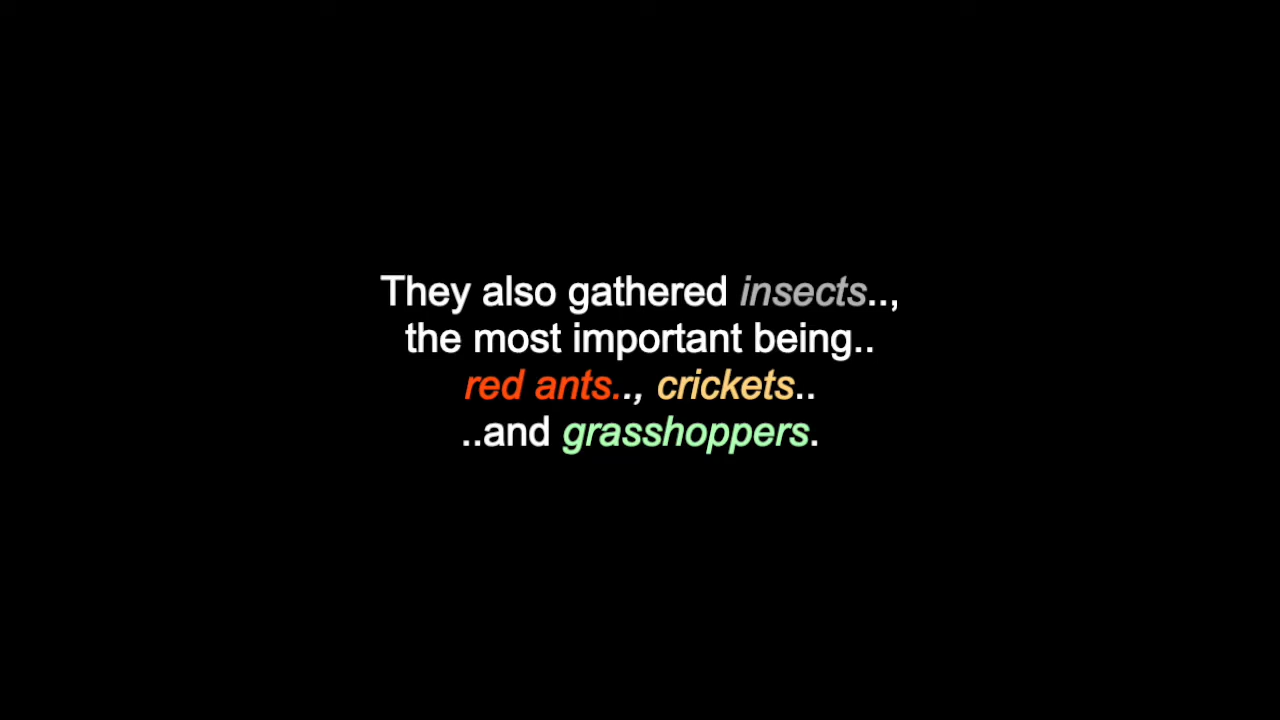 They also gathered insects..,
the most important being..
red ants.., crickets..
..and grasshoppers.